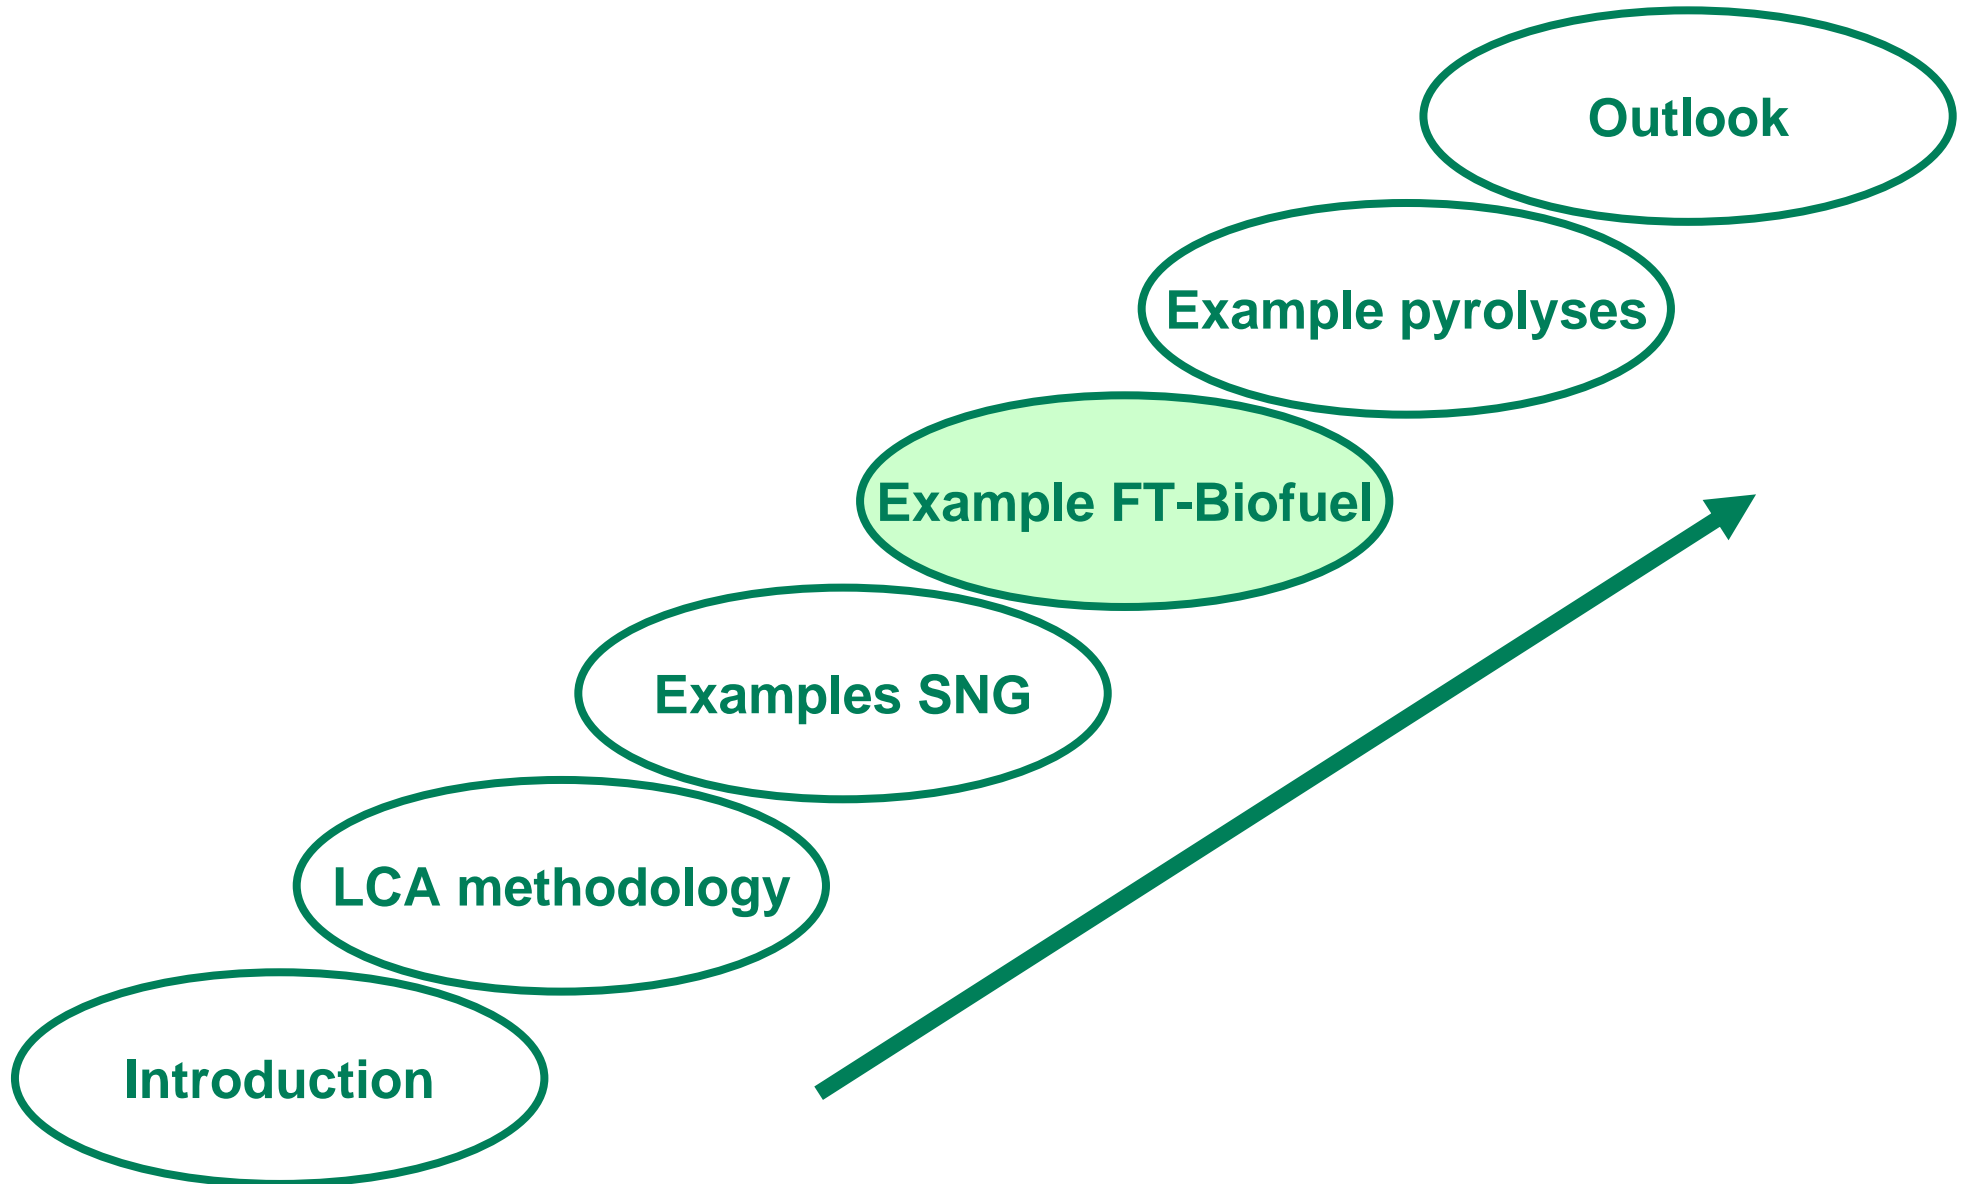 Outlook
Example pyrolyses
Example FT-Biofuel
Examples SNG
LCA methodology
Introduction